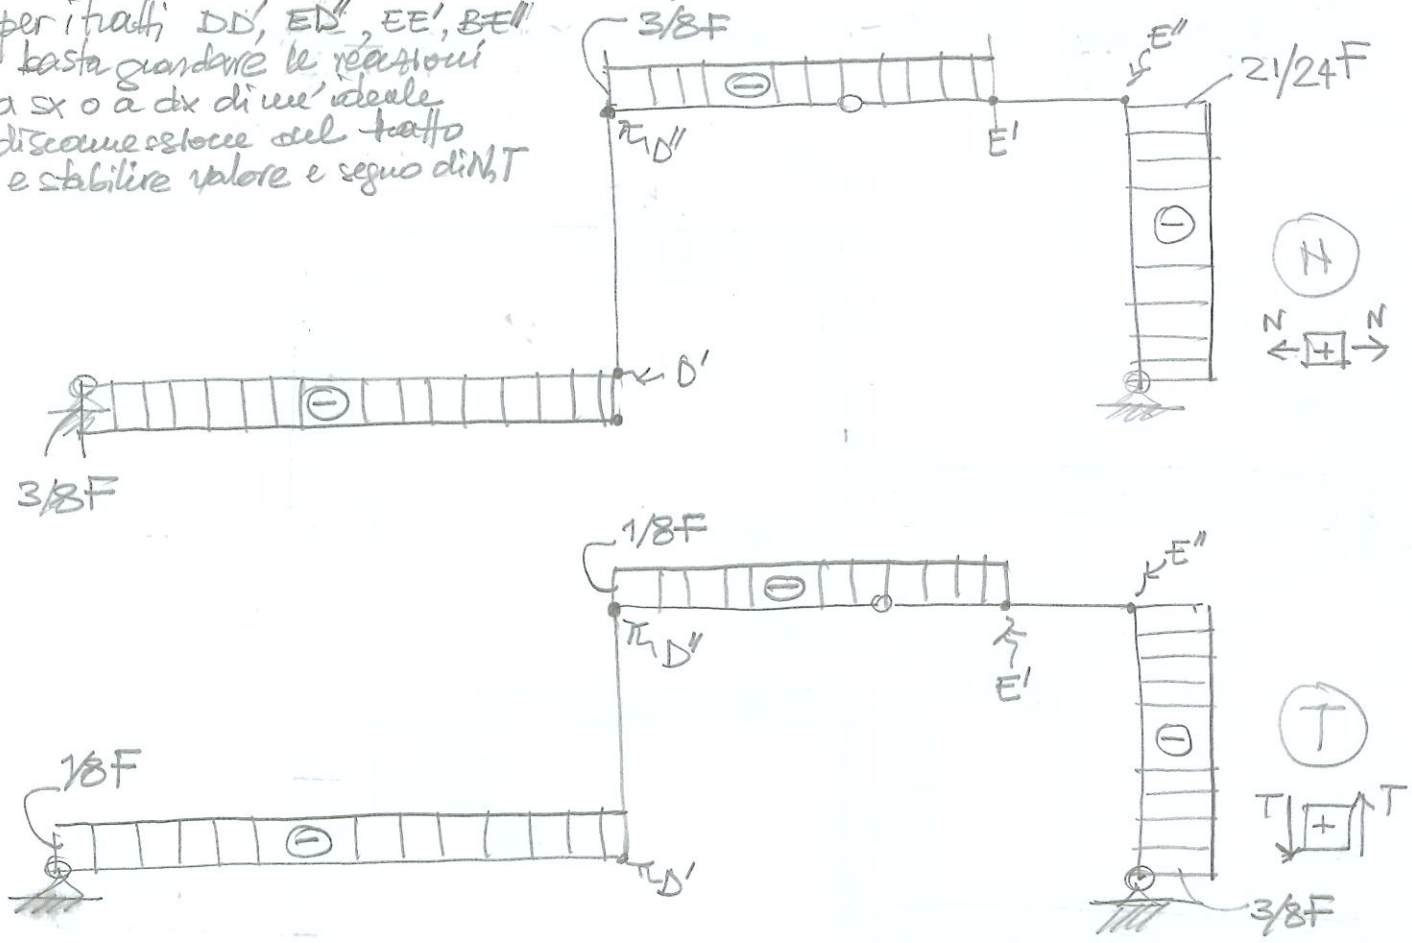 per i tratti DD', ED'', EE', BE''
basta guardare le reazioni
a sx o a dx di un'ideale
disconnessione sul tratto
e stabilire valore e segno di N,T
3/8F
E''
21/24F
D''
E'
N
N N
+
-
-
-
D'
3/8F
1/8F
E''
D''
E'
T
T T
+
-
-
-
1/8F
D'
3/8F